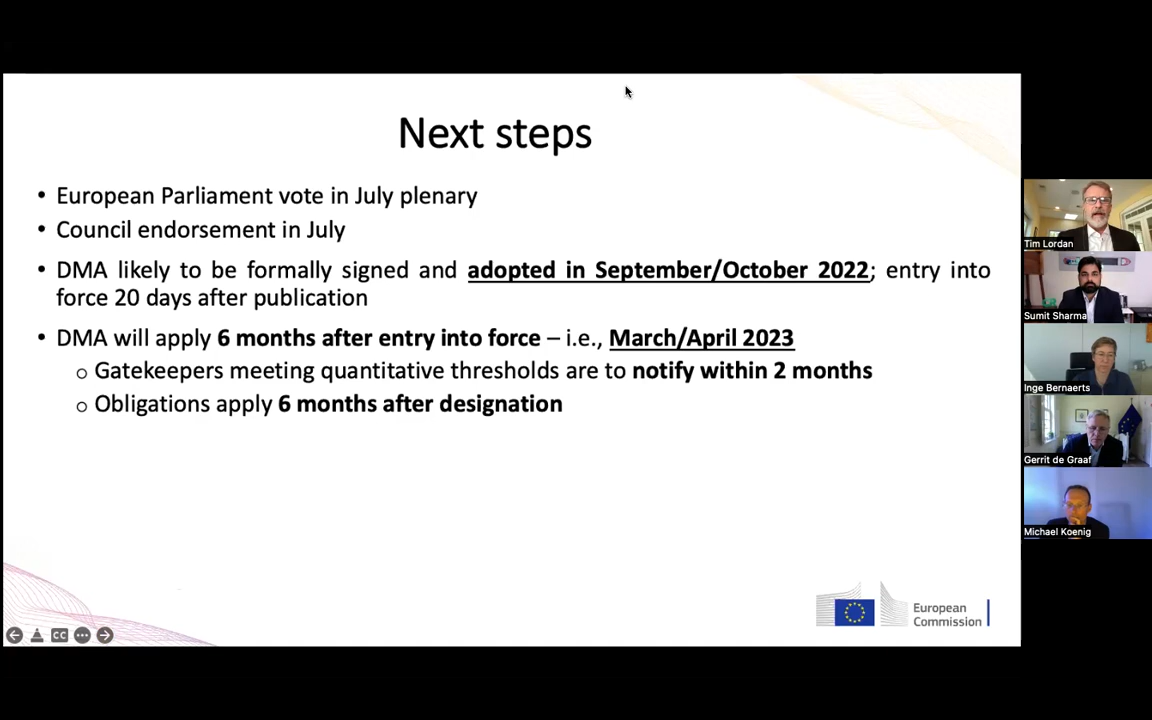 Next steps
• European Parliament vote in July plenary
• Council endorsement in July
• DMA likely to be formally signed and adopted in September/October 2022; entry into
force 20 days after publication
• DMA will apply 6 months after entry into force – i.e., March/April 2023
o Gatekeepers meeting quantitative thresholds are to notify within 2 months
o Obligations apply 6 months after designation
European
Commission
CC
Tim Lordan
Sumit Sharma
Inge Bernaerts
Gerrit de Graaf
Michael Koenig